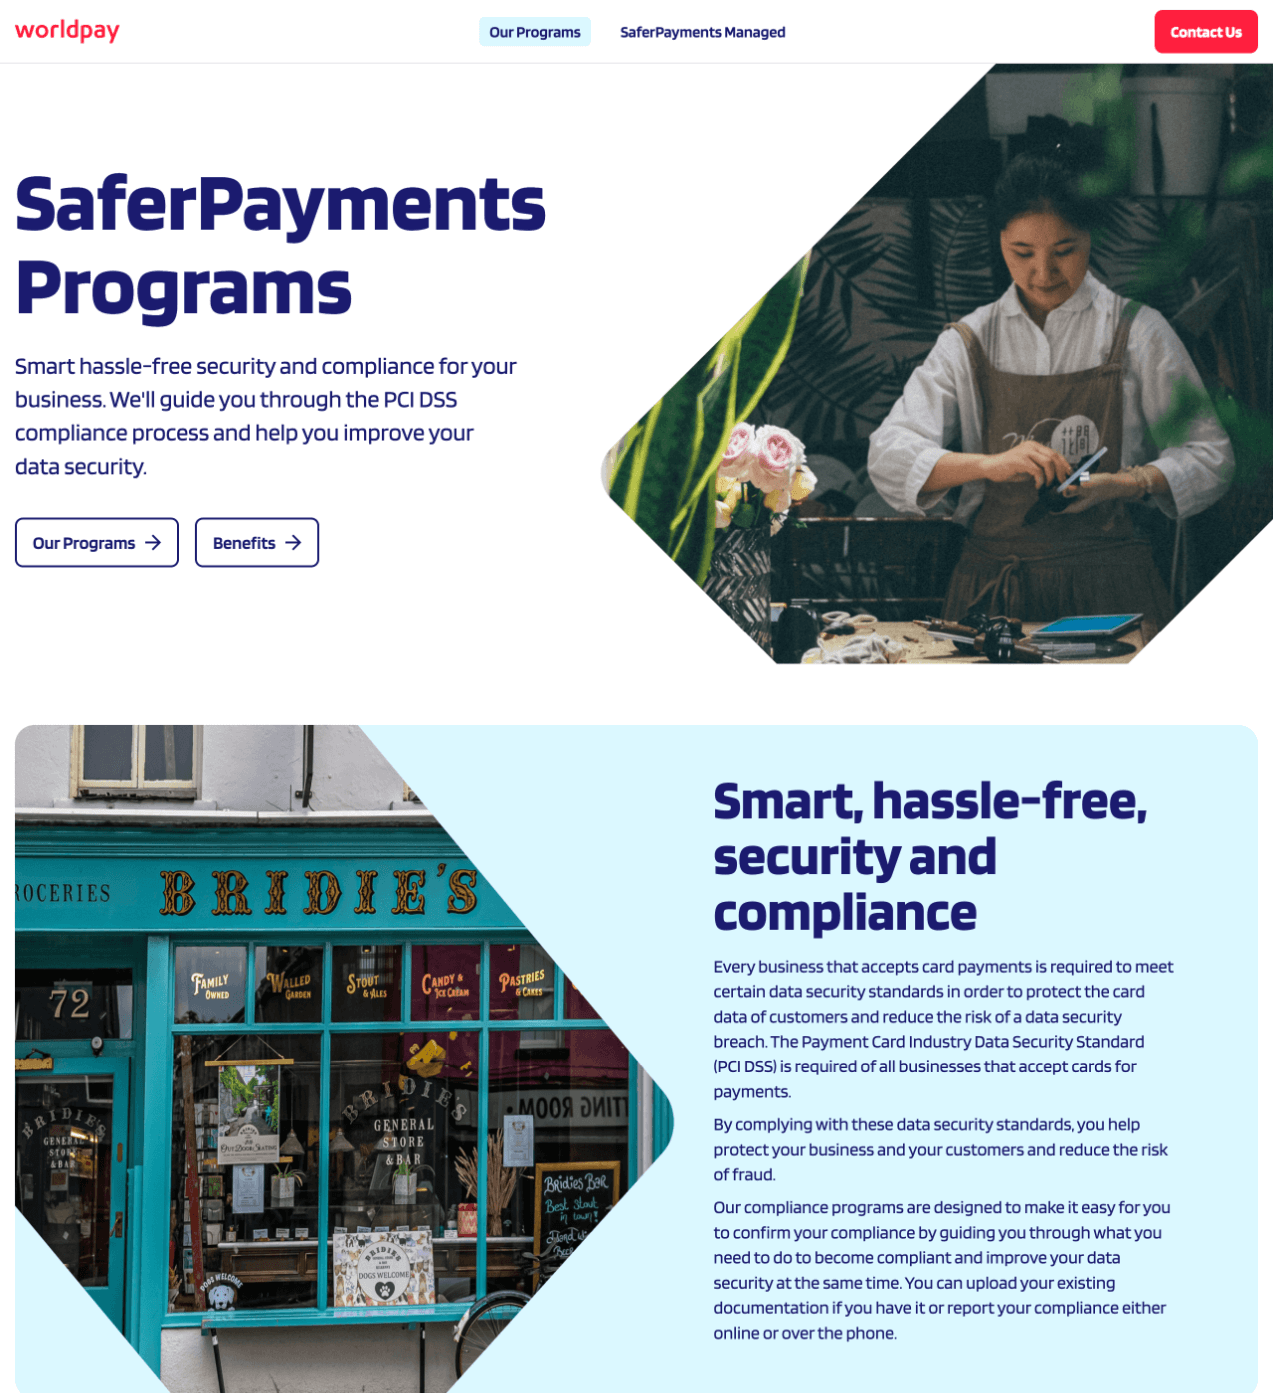 worldpay
Our Programs
SaferPayments Managed
Contact Us
SaferPayments
Programs
Smart hassle-free security and compliance for your
business. We'll guide you through the PCI DSS
compliance process and help you improve your
data security.
Our Programs
Benefits
ROCERIES
BRIDIE'S
FAMILY
OWNED
WALLED
GARDEN
STOUT
& ALES
CANDY &
ICE CREAM
PASTRIES
& CAKES
72
BRIDIE'S
GENERAL
STORE
& BAR
BRIDIE'S
GENERAL
STORE
& BAR
TTING ROOM
OUTDOOR SEATING
Bridies Bar
Best Stout
in town!
BRIDIES
DOGS WELCOME
DOGS WELCOME
Smart, hassle-free,
security and
compliance
Every business that accepts card payments is required to meet
certain data security standards in order to protect the card
data of customers and reduce the risk of a data security
breach. The Payment Card Industry Data Security Standard
(PCI DSS) is required of all businesses that accept cards for
payments.
By complying with these data security standards, you help
protect your business and your customers and reduce the risk
of fraud.
Our compliance programs are designed to make it easy for you
to confirm your compliance by guiding you through what you
need to do to become compliant and improve your data
security at the same time. You can upload your existing
documentation if you have it or report your compliance either
online or over the phone.